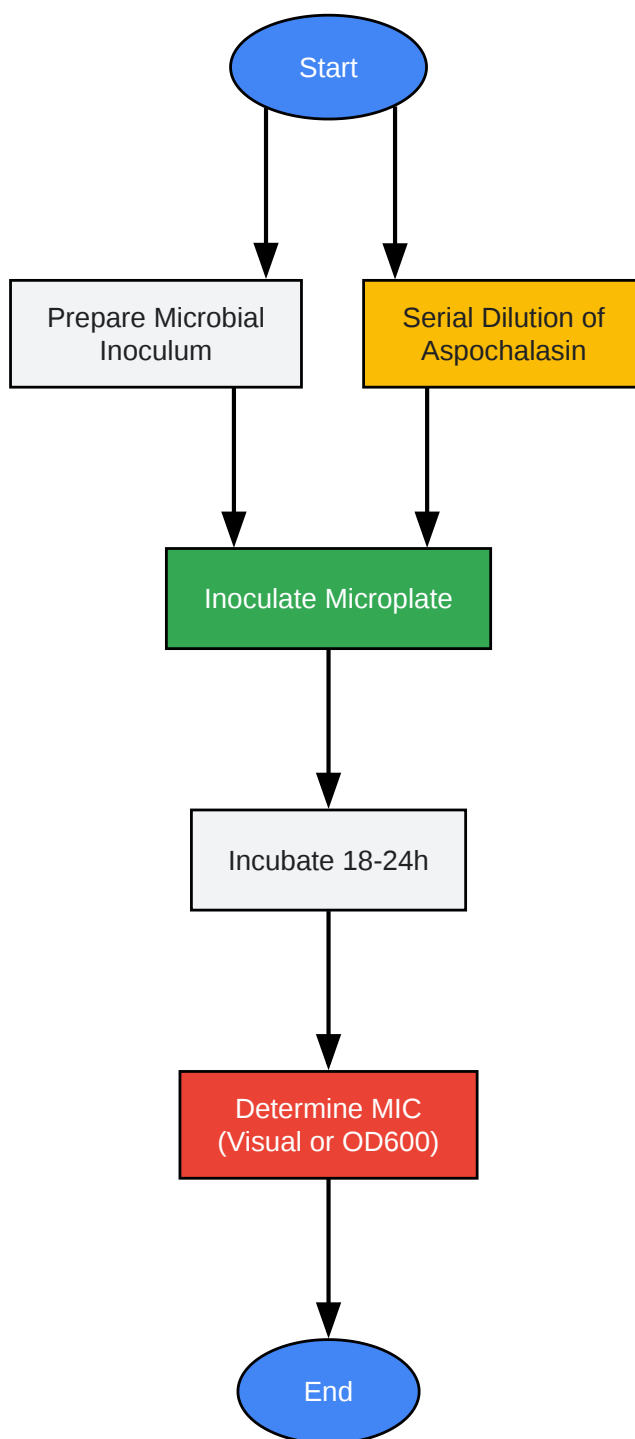 Start
Prepare Microbial
Inoculum
Serial Dilution of
Aspochalasin
Inoculate Microplate
Incubate 18-24h
Determine MIC
(Visual or OD600)
End